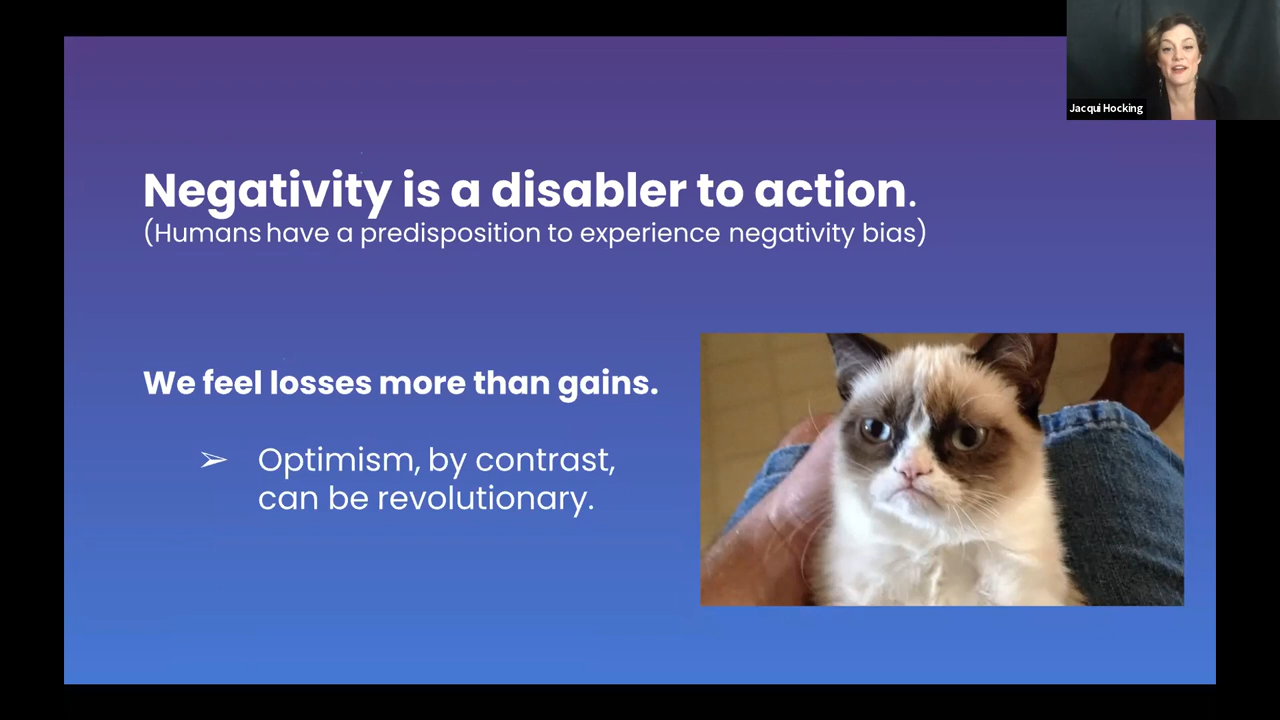 Jacqui Hocking
Negativity is a disabler to action.
(Humans have a predisposition to experience negativity bias)
We feel losses more than gains.
➢ Optimism, by contrast,
can be revolutionary.